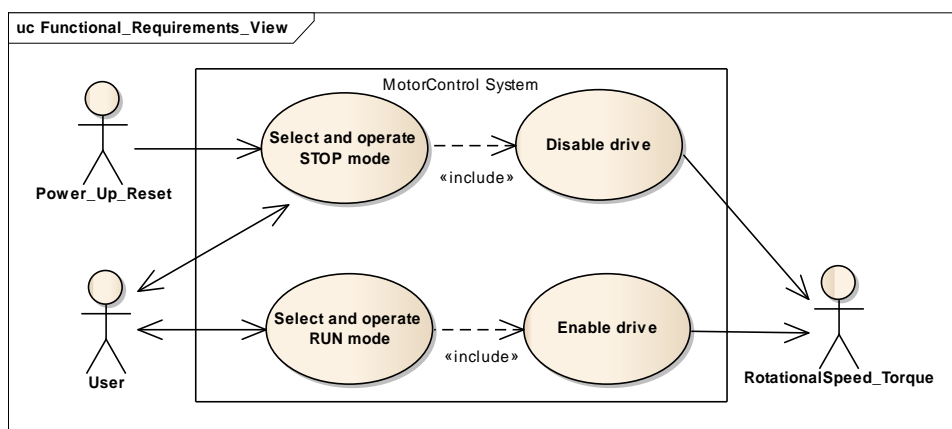 uc Functional_Requirements_View
MotorControl System
Select and operate
STOP mode
Disable drive
«include»
Power_Up_Reset
Select and operate
RUN mode
Enable drive
«include»
User
RotationalSpeed_Torque